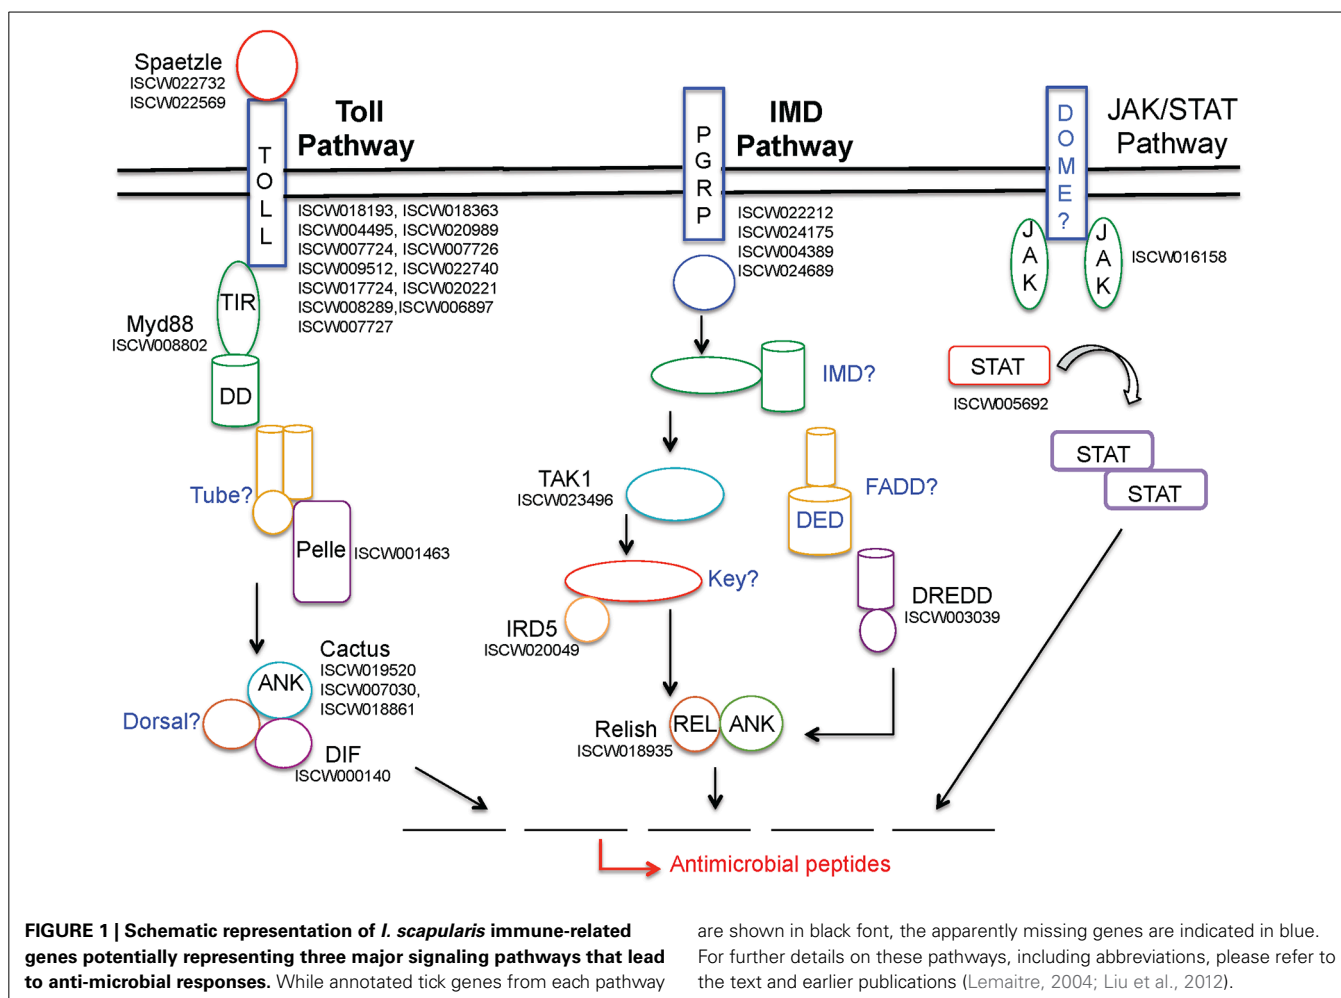 Spaetzle
ISCW022732
ISCW022569
TOLL
Toll
Pathway
ISCW018193, ISCW018363
ISCW004495, ISCW020989
ISCW007724, ISCW007726
ISCW009512, ISCW022740
ISCW017724, ISCW020221
ISCW008289,ISCW006897
ISCW007727
TIR
Myd88
ISCW008802
DD
Tube?
Pelle
ISCW001463
Cactus
ISCW019520
ISCW007030,
ISCW018861
ANK
Dorsal?
DIF
ISCW000140
PGRP
IMD
Pathway
ISCW022212
ISCW024175
ISCW004389
ISCW024689
IMD?
TAK1
ISCW023496
FADD?
DED
Key?
IRD5
ISCW020049
DREDD
ISCW003039
Relish
ISCW018935
REL
ANK
DOME?
JAK/STAT
Pathway
JAK
JAK
ISCW016158
STAT
ISCW005692
STAT
STAT
Antimicrobial peptides
FIGURE 1 | Schematic representation of I. scapularis immune-related
genes potentially representing three major signaling pathways that lead
to anti-microbial responses. While annotated tick genes from each pathway
are shown in black font, the apparently missing genes are indicated in blue.
For further details on these pathways, including abbreviations, please refer to
the text and earlier publications (Lemaitre, 2004; Liu et al., 2012).